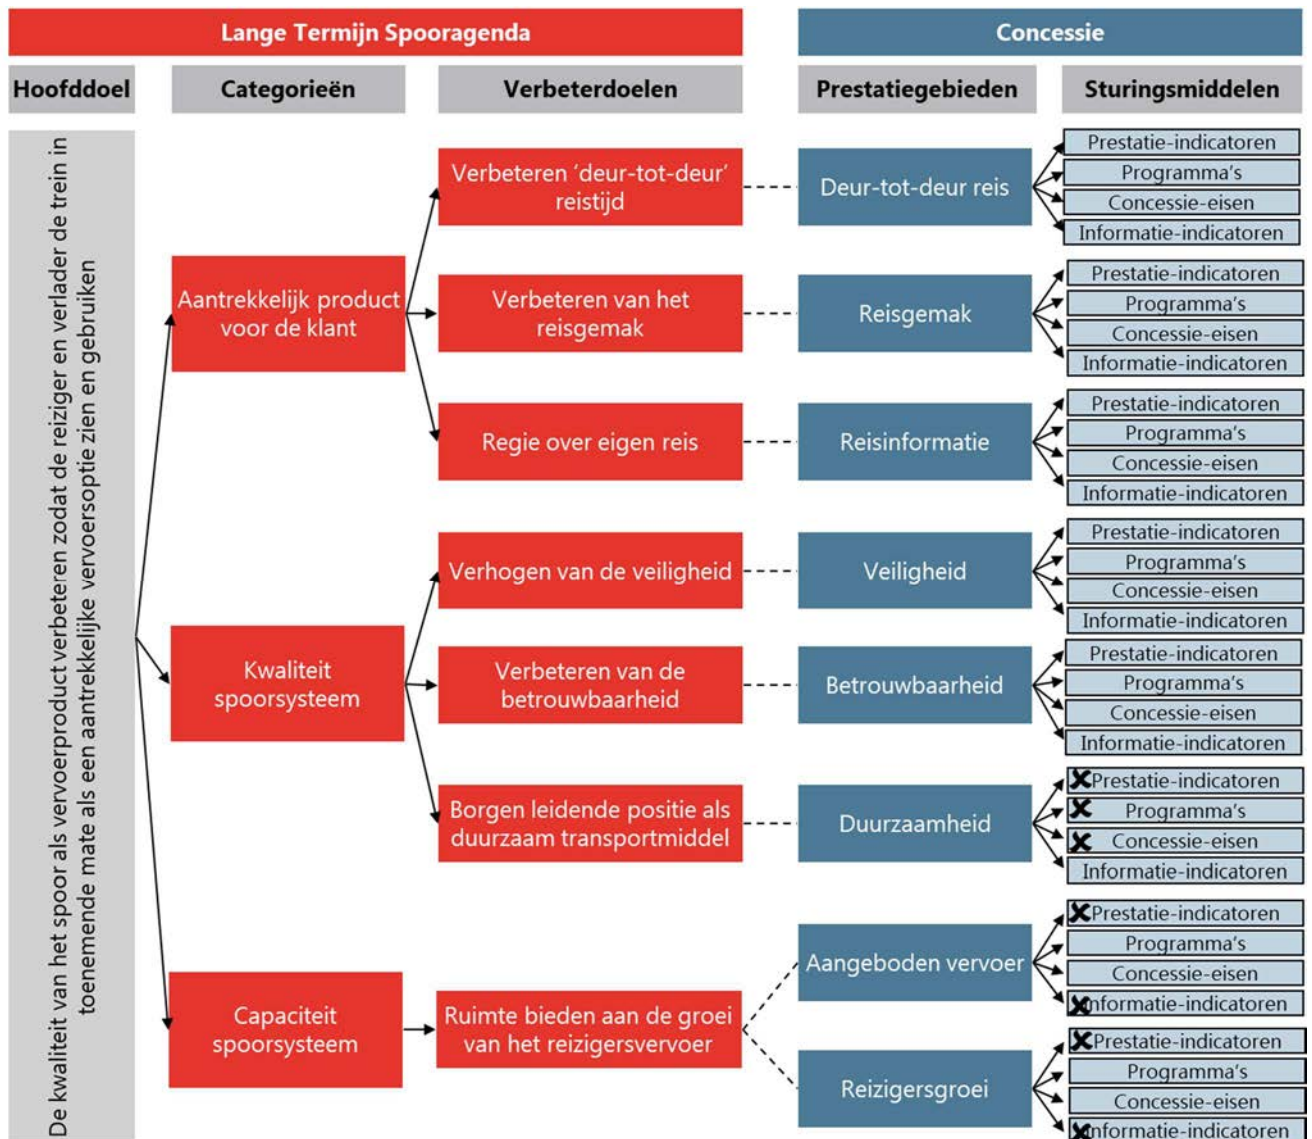 Lange Termijn Spooragenda
Concessie
Hoofddoel
Categorieën
Verbeterdoelen
Prestatiegebieden
Sturingsmiddelen
De kwaliteit van het spoor als vervoerproduct verbeteren zodat de reiziger en verlader de trein in
toenemende mate als een aantrekkelijke vervoersoptie zien en gebruiken
Aantrekkelijk product
voor de klant
Verbeteren ‘deur-tot-deur’
reistijd
Deur-tot-deur reis
Prestatie-indicatoren
Programma's
Concessie-eisen
Informatie-indicatoren
Verbeteren van het
reisgemak
Reisgemak
Prestatie-indicatoren
Programma's
Concessie-eisen
Informatie-indicatoren
Regie over eigen reis
Reisinformatie
Prestatie-indicatoren
Programma's
Concessie-eisen
Informatie-indicatoren
Kwaliteit
spoorsysteem
Verhogen van de veiligheid
Veiligheid
Prestatie-indicatoren
Programma's
Concessie-eisen
Informatie-indicatoren
Verbeteren van de
betrouwbaarheid
Betrouwbaarheid
Prestatie-indicatoren
Programma's
Concessie-eisen
Informatie-indicatoren
Borgen leidende positie als
duurzaam transportmiddel
Duurzaamheid
Prestatie-indicatoren
Programma's
Concessie-eisen
Informatie-indicatoren
Capaciteit
spoorsysteem
Ruimte bieden aan de groei
van het reizigersvervoer
Aangeboden vervoer
Prestatie-indicatoren
Programma's
Concessie-eisen
Informatie-indicatoren
Reizigersgroei
Prestatie-indicatoren
Programma's
Concessie-eisen
Informatie-indicatoren